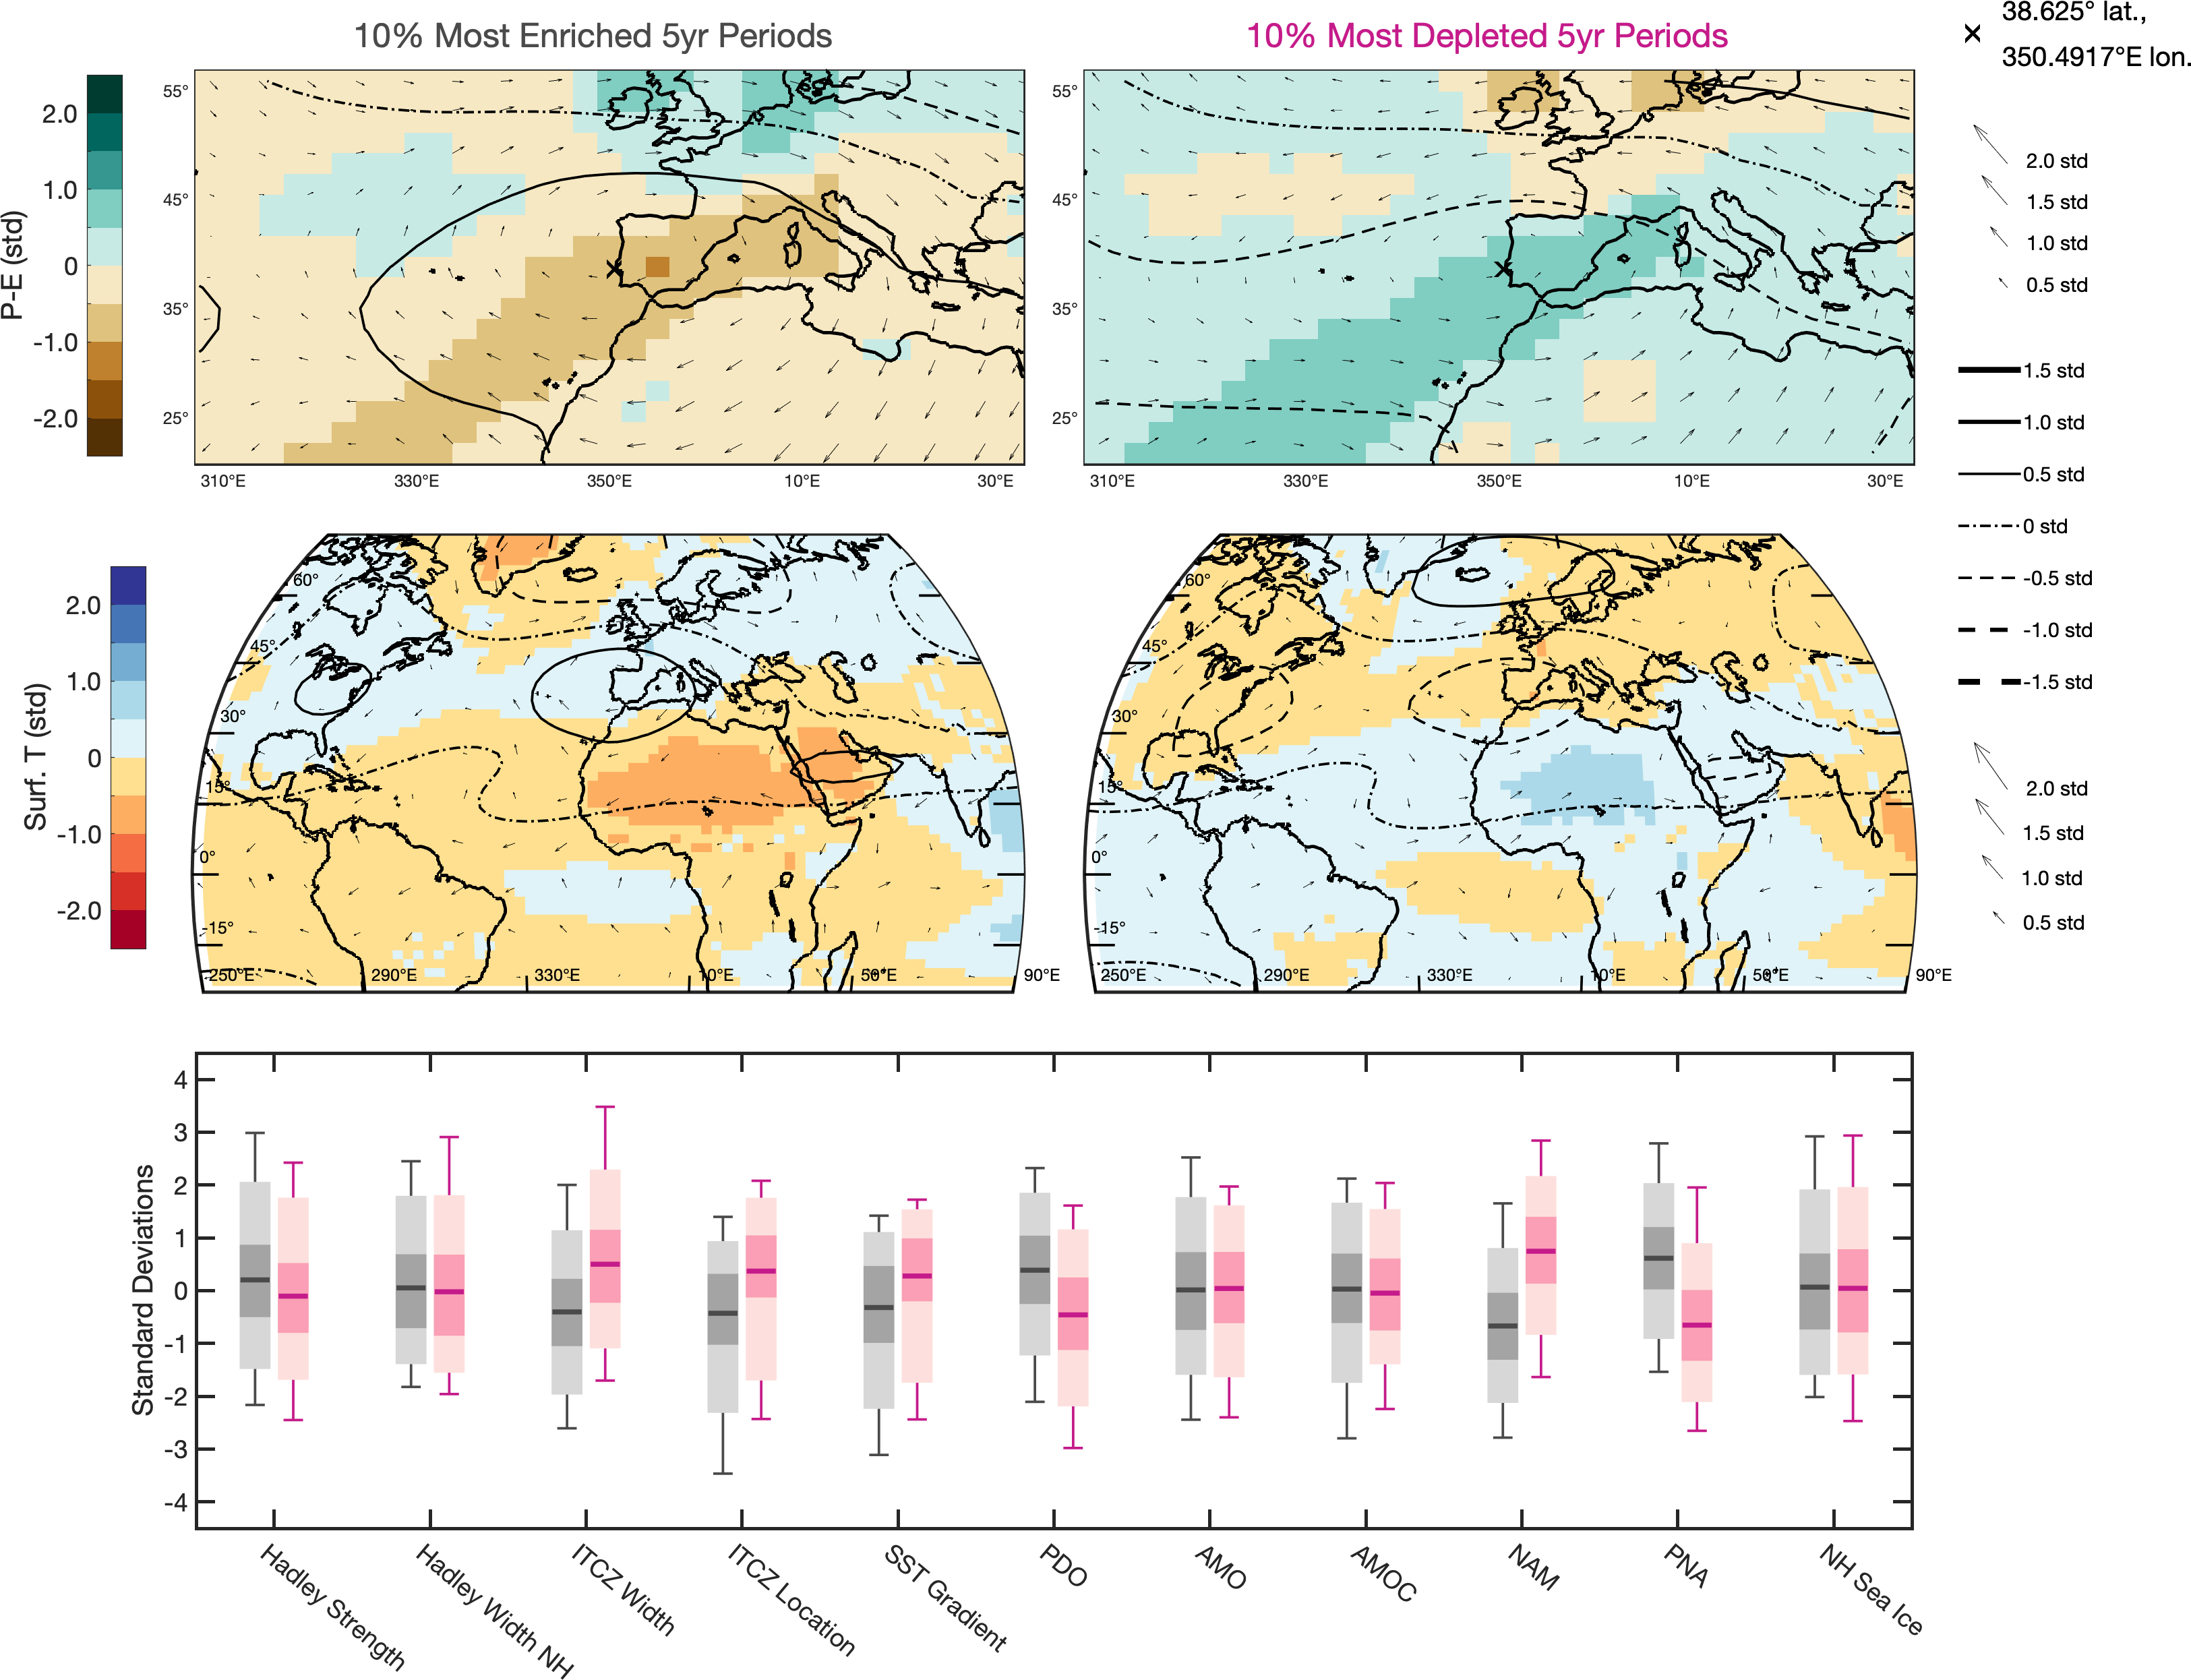 10% Most Enriched 5yr Periods
10% Most Depleted 5yr Periods
38.625° lat.,
350.4917°E lon.
P-E (std)
2.0
1.0
0
-1.0
-2.0
55°
45°
35°
25°
310°E 330°E 350°E 10°E 30°E
55°
45°
35°
25°
310°E 330°E 350°E 10°E 30°E
2.0 std
1.5 std
1.0 std
0.5 std
1.5 std
1.0 std
0.5 std
0 std
-0.5 std
-1.0 std
-1.5 std
Surf. T (std)
2.0
1.0
0
-1.0
-2.0
60°
45°
30°
15°
0°
-15°
250°E 290°E 330°E 10°E 50°E 90°E
60°
45°
30°
15°
0°
-15°
250°E 290°E 330°E 10°E 50°E 90°E
2.0 std
1.5 std
1.0 std
0.5 std
Standard Deviations
4
3
2
1
0
-1
-2
-3
-4
Hadley Strength
Hadley Width NH
ITCZ Width
ITCZ Location
SST Gradient
PDO
AMO
AMOC
NAM
PNA
NH Sea Ice